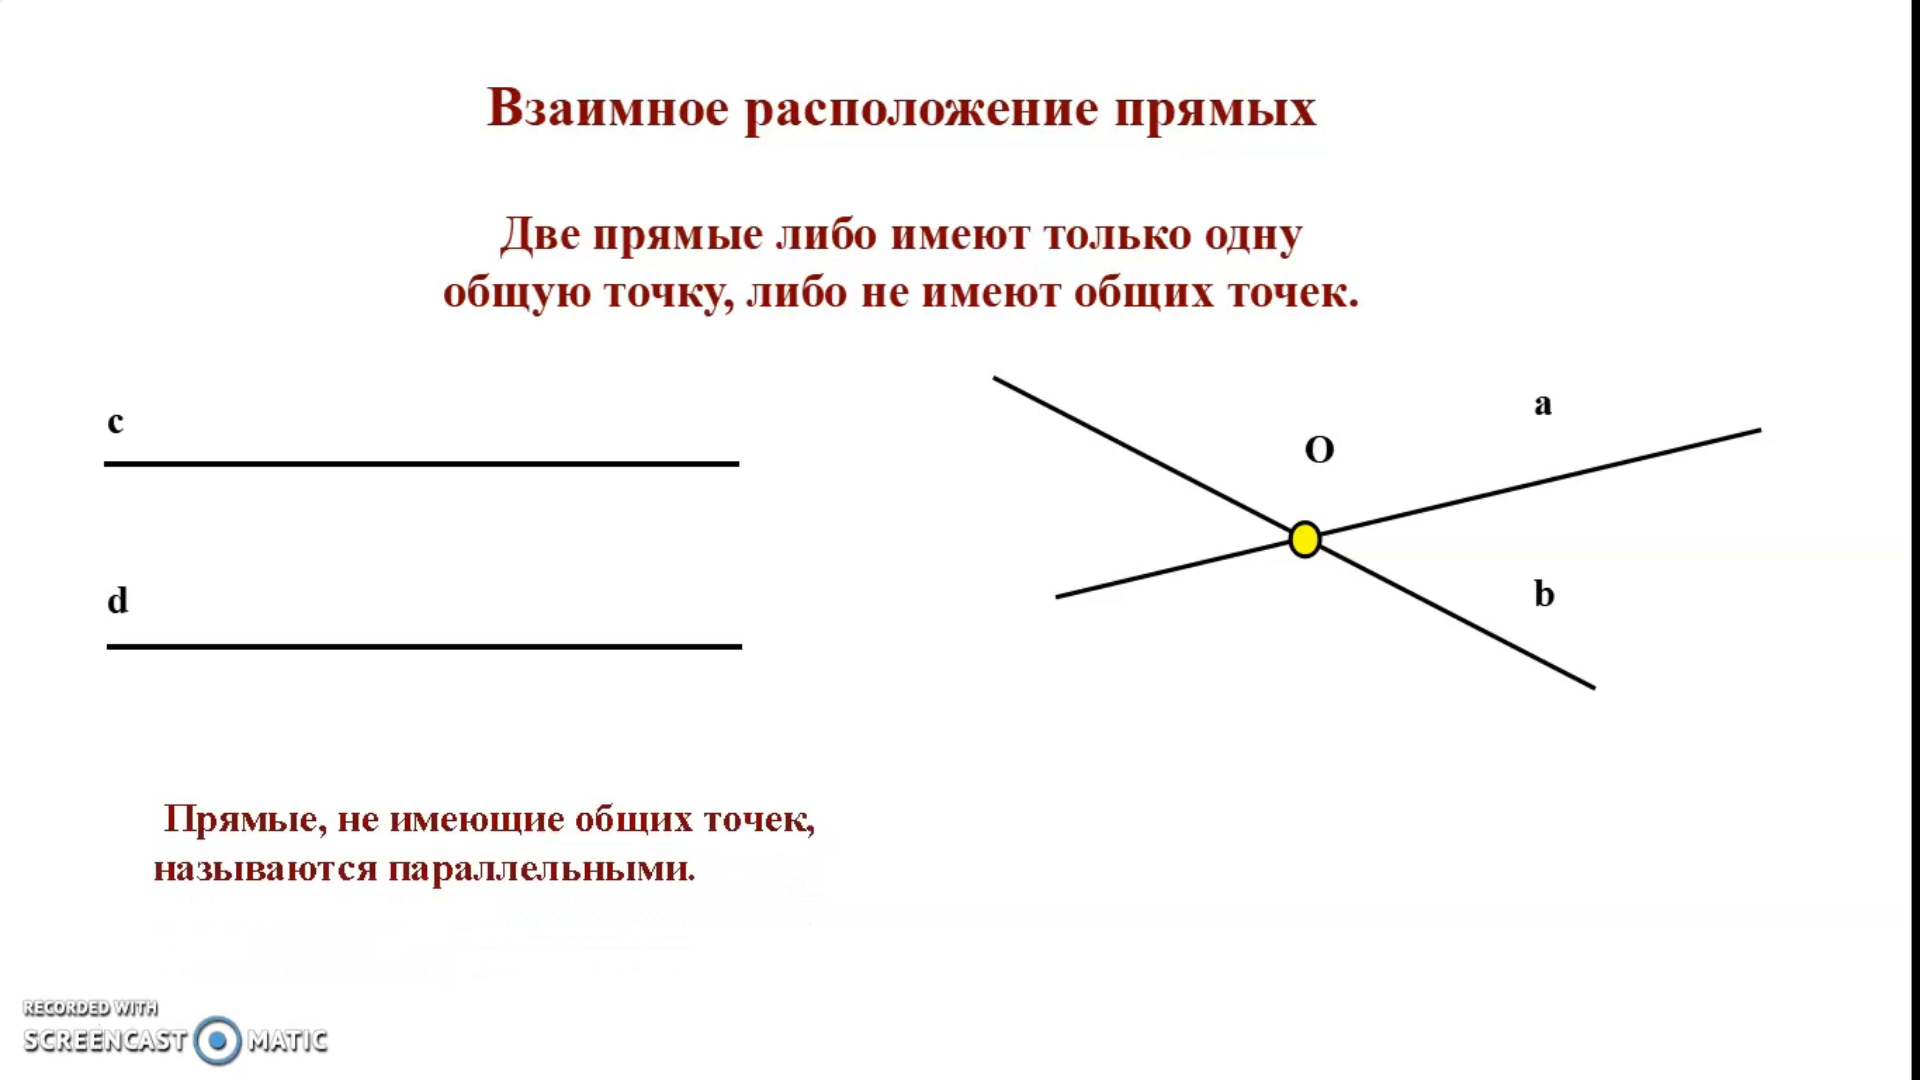 Взаимное расположение прямых
Две прямые либо имеют только одну
общую точку, либо не имеют общих точек.
c
d
a
O
b
Прямые, не имеющие общих точек,
называются параллельными.
RECORDED WITH
SCREENCAST MATIC